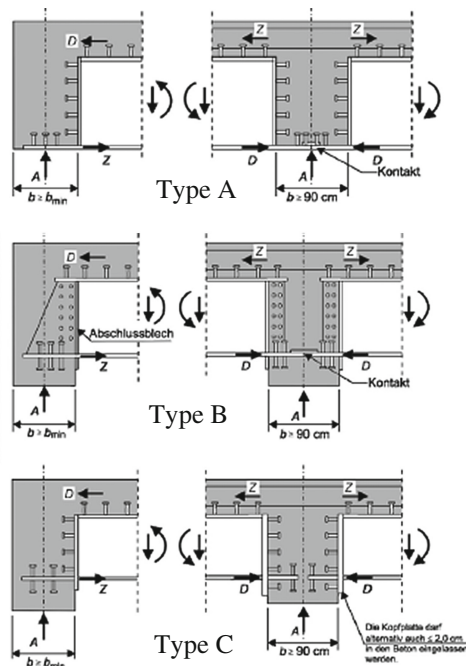 D
Z
Z
A
Z
b ≥ bmin
Type A
D
A
D
b ≥ 90 cm
Kontakt
D
Z
Z
Abschlussblech
A
Z
b ≥ bmin
Type B
D
A
D
b ≥ 90 cm
Kontakt
D
Z
Z
A
Z
b ≥ bmin
Type C
D
A
D
b ≥ 90 cm
Die Kopfplatte darf
alternativ auch ≤ 2,0 cm
in den Beton eingelassen
werden.